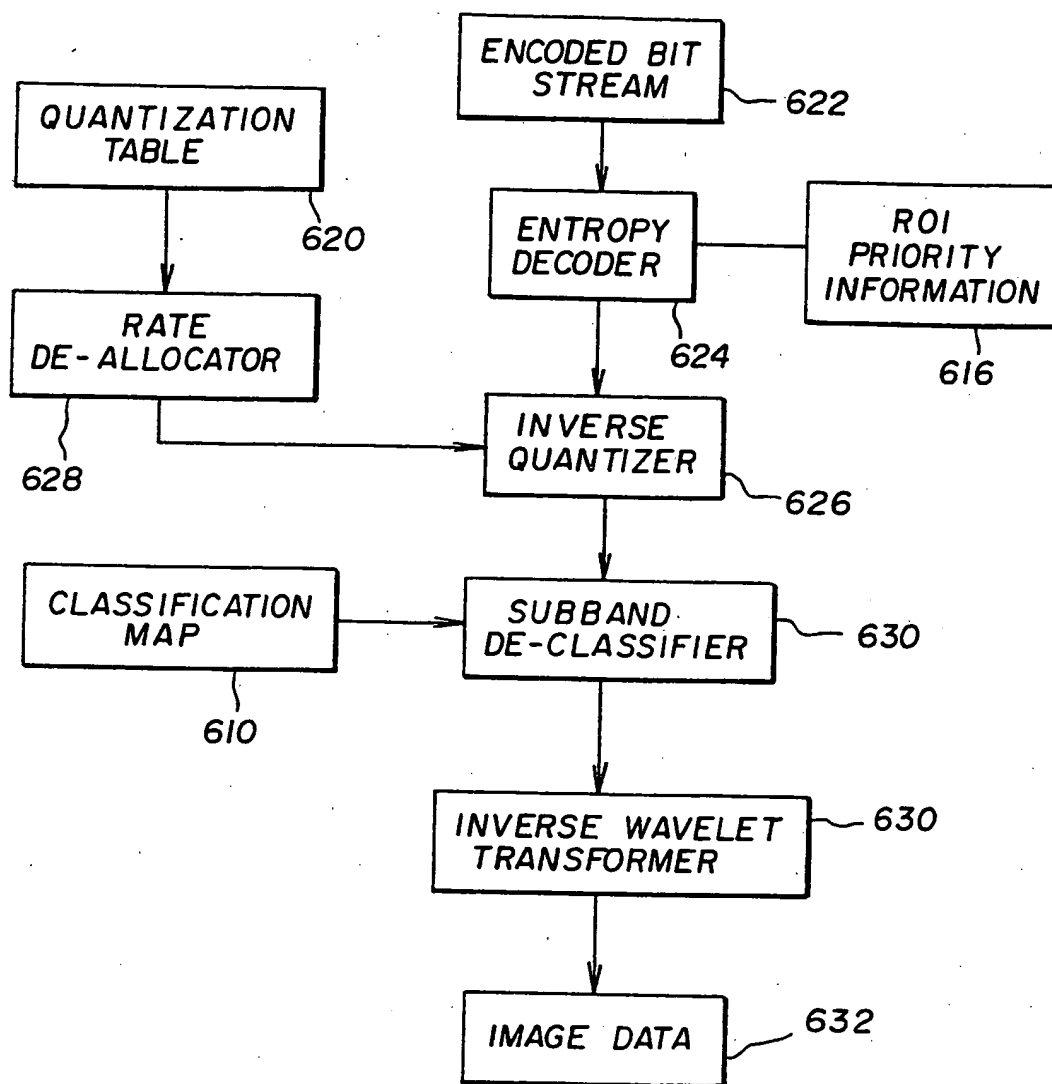 ENCODED BIT
STREAM
622
QUANTIZATION
TABLE
620
ENTROPY
DECODER
624
ROI
PRIORITY
INFORMATION
616
RATE
DE-ALLOCATOR
628
INVERSE
QUANTIZER
626
CLASSIFICATION
MAP
610
SUBBAND
DE-CLASSIFIER
630
INVERSE WAVELET
TRANSFORMER
630
IMAGE DATA
632